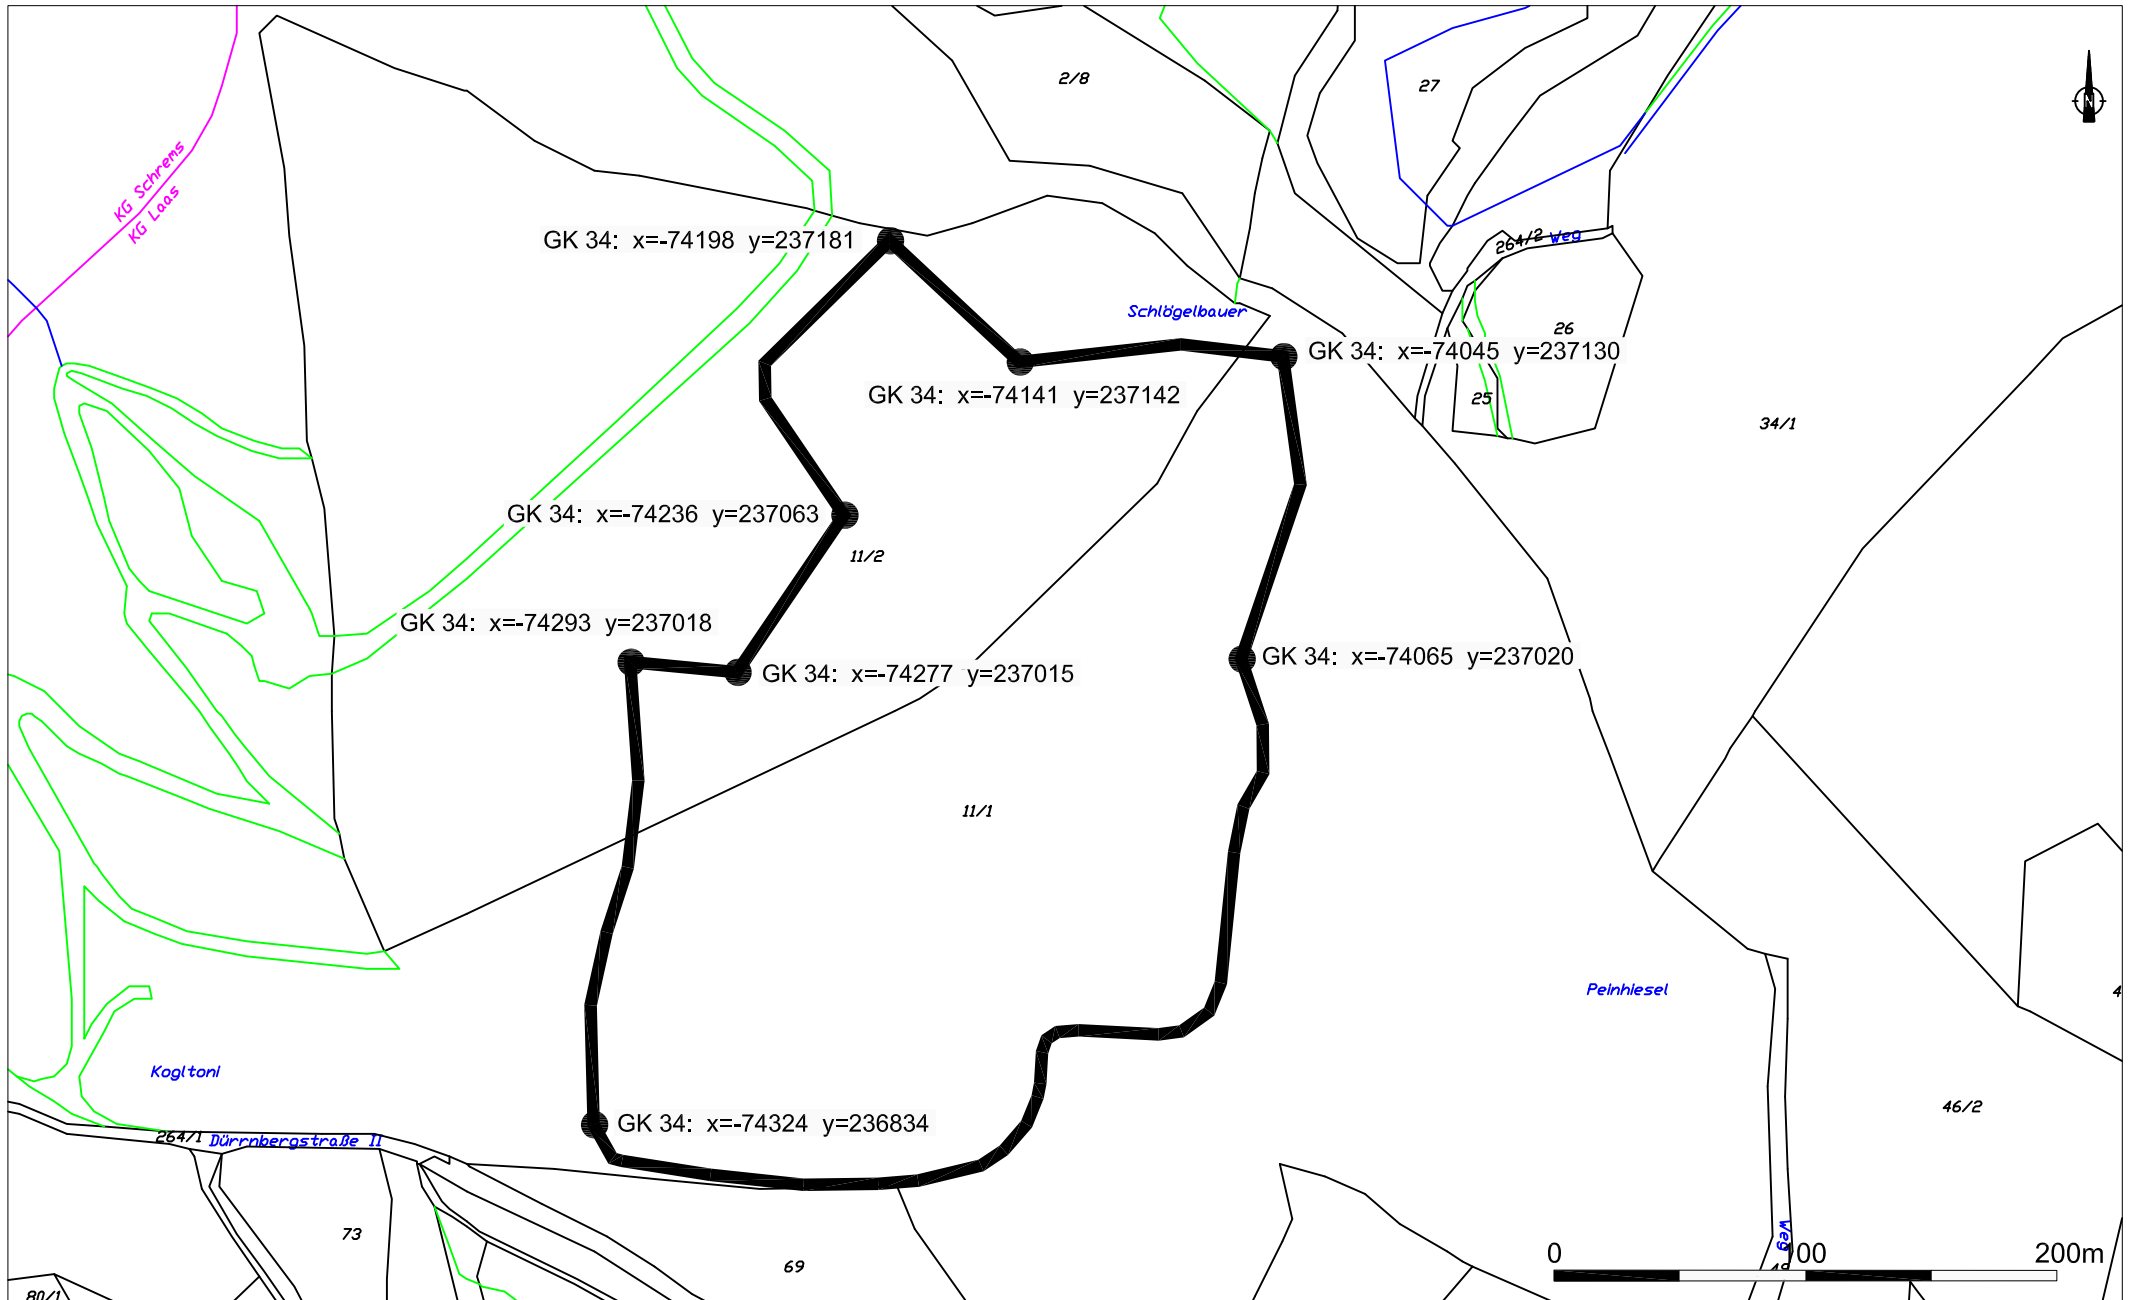 2/8
27
N
KG Schrems
KG Laas
GK 34: x=-74198 y=237181
264/2 Weg
Schlögelbauer
26
GK 34: x=-74045 y=237130
GK 34: x=-74141 y=237142
25
34/1
GK 34: x=-74236 y=237063
11/2
GK 34: x=-74293 y=237018
GK 34: x=-74277 y=237015
GK 34: x=-74065 y=237020
11/1
Peinhiesel
Kogltoni
46/2
GK 34: x=-74324 y=236834
264/1 Dürrnbergstraße II
73
69
Weg
0 100 200m
80/1